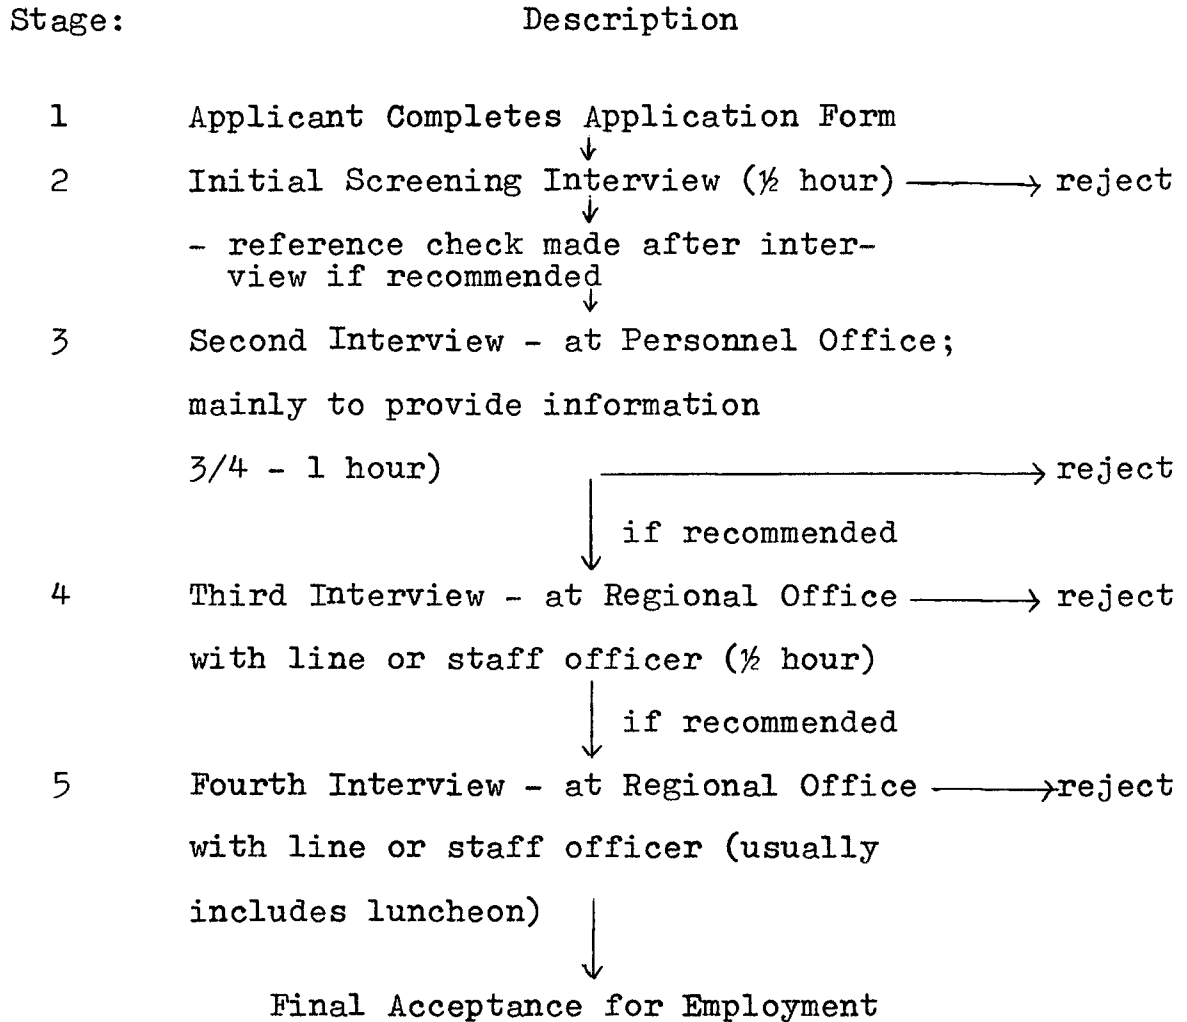 Stage: Description
1 Applicant Completes Application Form
2 Initial Screening Interview (½ hour) → reject
- reference check made after inter-
view if recommended
3 Second Interview - at Personnel Office;
mainly to provide information
3/4 - 1 hour) → reject
if recommended
4 Third Interview - at Regional Office → reject
with line or staff officer (½ hour)
if recommended
5 Fourth Interview - at Regional Office → reject
with line or staff officer (usually
includes luncheon)
Final Acceptance for Employment